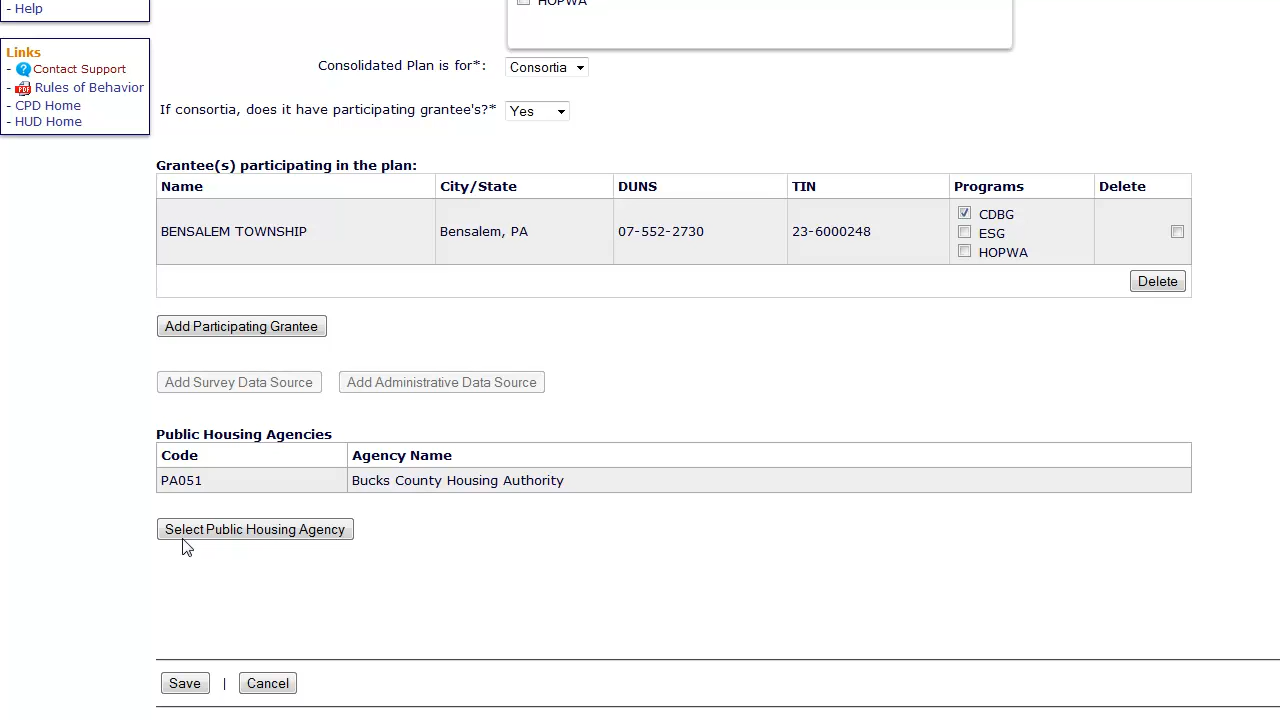 - Help
HOPWA
Links
- Contact Support
- PDF Rules of Behavior
- CPD Home
- HUD Home
Consolidated Plan is for*: Consortia
If consortia, does it have participating grantee's?* Yes
Grantee(s) participating in the plan:
Name City/State DUNS TIN Programs Delete
BENSALEM TOWNSHIP Bensalem, PA 07-552-2730 23-6000248 CDBG
ESG
HOPWA
Delete
Add Participating Grantee
Add Survey Data Source Add Administrative Data Source
Public Housing Agencies
Code Agency Name
PA051 Bucks County Housing Authority
Select Public Housing Agency
Save | Cancel